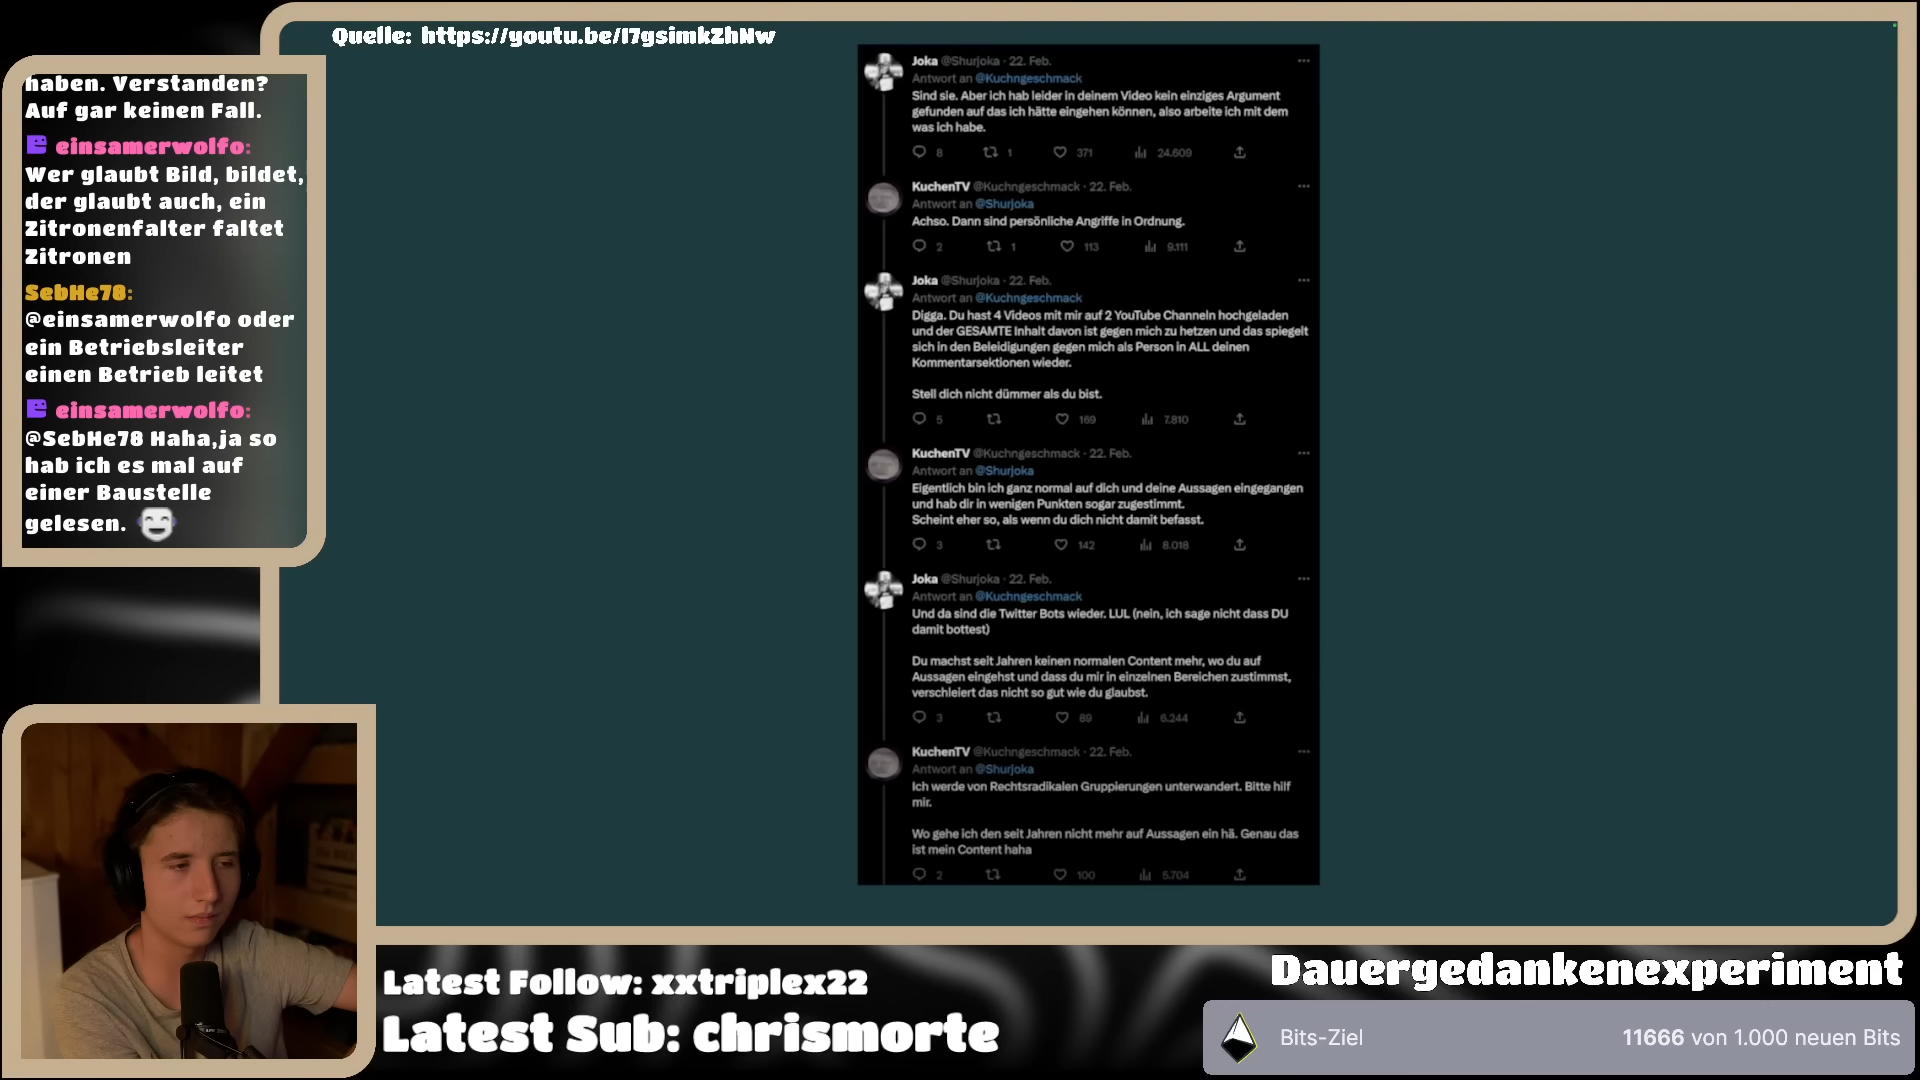 Quelle: https://youtu.be/I7gsimkZhNw
haben. Verstanden?
Auf gar keinen Fall.
einsamerwolfo:
Wer glaubt Bild, bildet,
der glaubt auch, ein
Zitronenfalter faltet
Zitronen
SebHe78:
@einsamerwolfo oder
ein Betriebsleiter
einen Betrieb leitet
einsamerwolfo:
@SebHe78 Haha,ja so
hab ich es mal auf
einer Baustelle
gelesen.
Joka @Shurjoka · 22. Feb.
Antwort an @Kuchngeschmack
Sind sie. Aber ich hab leider in deinem Video kein einziges Argument
gefunden auf das ich hätte eingehen können, also arbeite ich mit dem
was ich habe.
8 1 371 24.609
KuchenTV @Kuchngeschmack · 22. Feb.
Antwort an @Shurjoka
Achso. Dann sind persönliche Angriffe in Ordnung.
2 1 113 9.111
Joka @Shurjoka · 22. Feb.
Antwort an @Kuchngeschmack
Digga. Du hast 4 Videos mit mir auf 2 YouTube Channeln hochgeladen
und der GESAMTE Inhalt davon ist gegen mich zu hetzen und das spiegelt
sich in den Beleidigungen gegen mich als Person in ALL deinen
Kommentarsektionen wieder.
Stell dich nicht dümmer als du bist.
5 169 7.810
KuchenTV @Kuchngeschmack · 22. Feb.
Antwort an @Shurjoka
Eigentlich bin ich ganz normal auf dich und deine Aussagen eingegangen
und hab dir in wenigen Punkten sogar zugestimmt.
Scheint eher so, als wenn du dich nicht damit befasst.
3 142 8.018
Joka @Shurjoka · 22. Feb.
Antwort an @Kuchngeschmack
Und da sind die Twitter Bots wieder. LUL (nein, ich sage nicht dass DU
damit bottest)
Du machst seit Jahren keinen normalen Content mehr, wo du auf
Aussagen eingehst und dass du mir in einzelnen Bereichen zustimmst,
verschleiert das nicht so gut wie du glaubst.
3 89 6.244
KuchenTV @Kuchngeschmack · 22. Feb.
Antwort an @Shurjoka
Ich werde von Rechtsradikalen Gruppierungen unterwandert. Bitte hilf
mir.
Wo gehe ich den seit Jahren nicht mehr auf Aussagen ein hä. Genau das
ist mein Content haha
2 100 5.704
Latest Follow: xxtriplex22
Latest Sub: chrismorte
Dauergedankenexperiment
Bits-Ziel 11666 von 1.000 neuen Bits